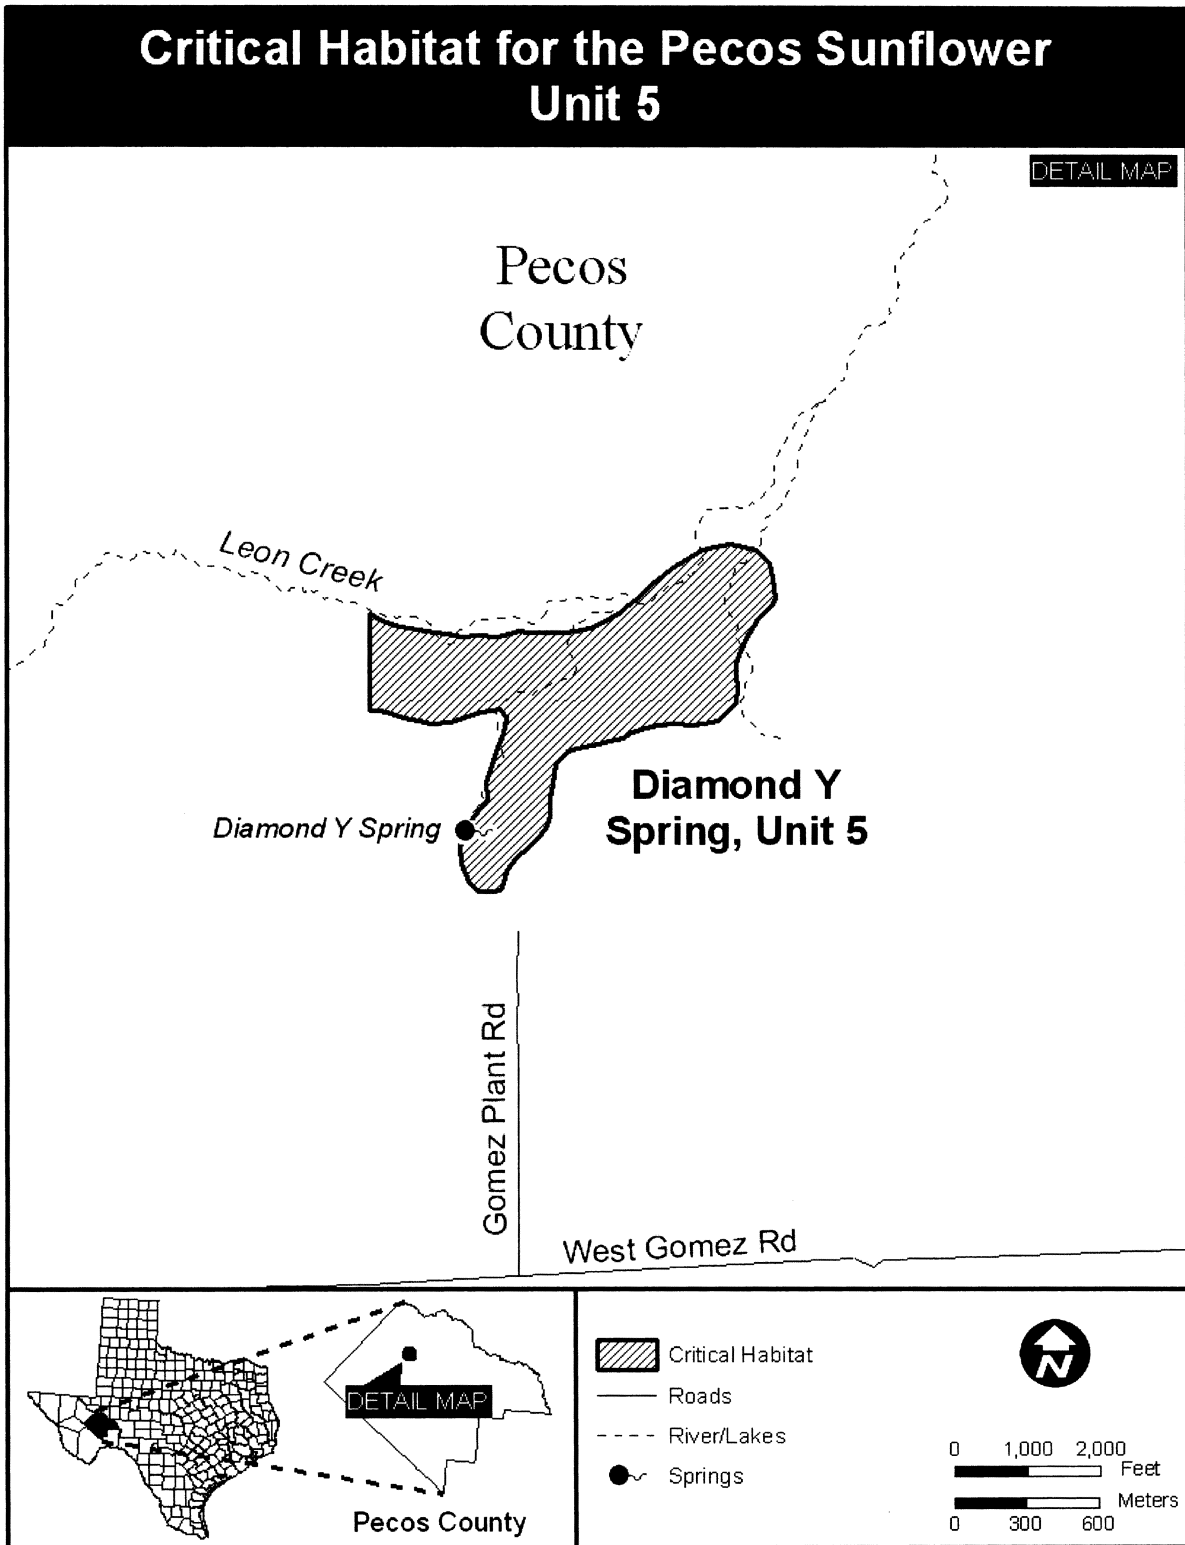 Critical Habitat for the Pecos Sunflower
Unit 5
DETAIL MAP
Pecos
County
Leon Creek
Diamond Y
Spring, Unit 5
Diamond Y Spring
Gomez Plant Rd
West Gomez Rd
DETAIL MAP
Pecos County
Critical Habitat
Roads
River/Lakes
Springs
N
0 1,000 2,000
Feet
Meters
0 300 600